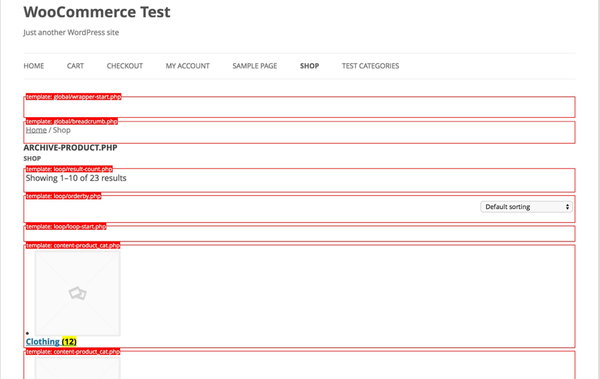 WooCommerce Test
Just another WordPress site
HOME CART CHECKOUT MY ACCOUNT SAMPLE PAGE SHOP TEST CATEGORIES
template: global/wrapper-start.php
template: global/breadcrumb.php
Home / Shop
ARCHIVE-PRODUCT.PHP
SHOP
template: loop/result-count.php
Showing 1–10 of 23 results
template: loop/orderby.php
Default sorting
template: loop/loop-start.php
template: content-product_cat.php
Clothing (12)
template: content-product_cat.php